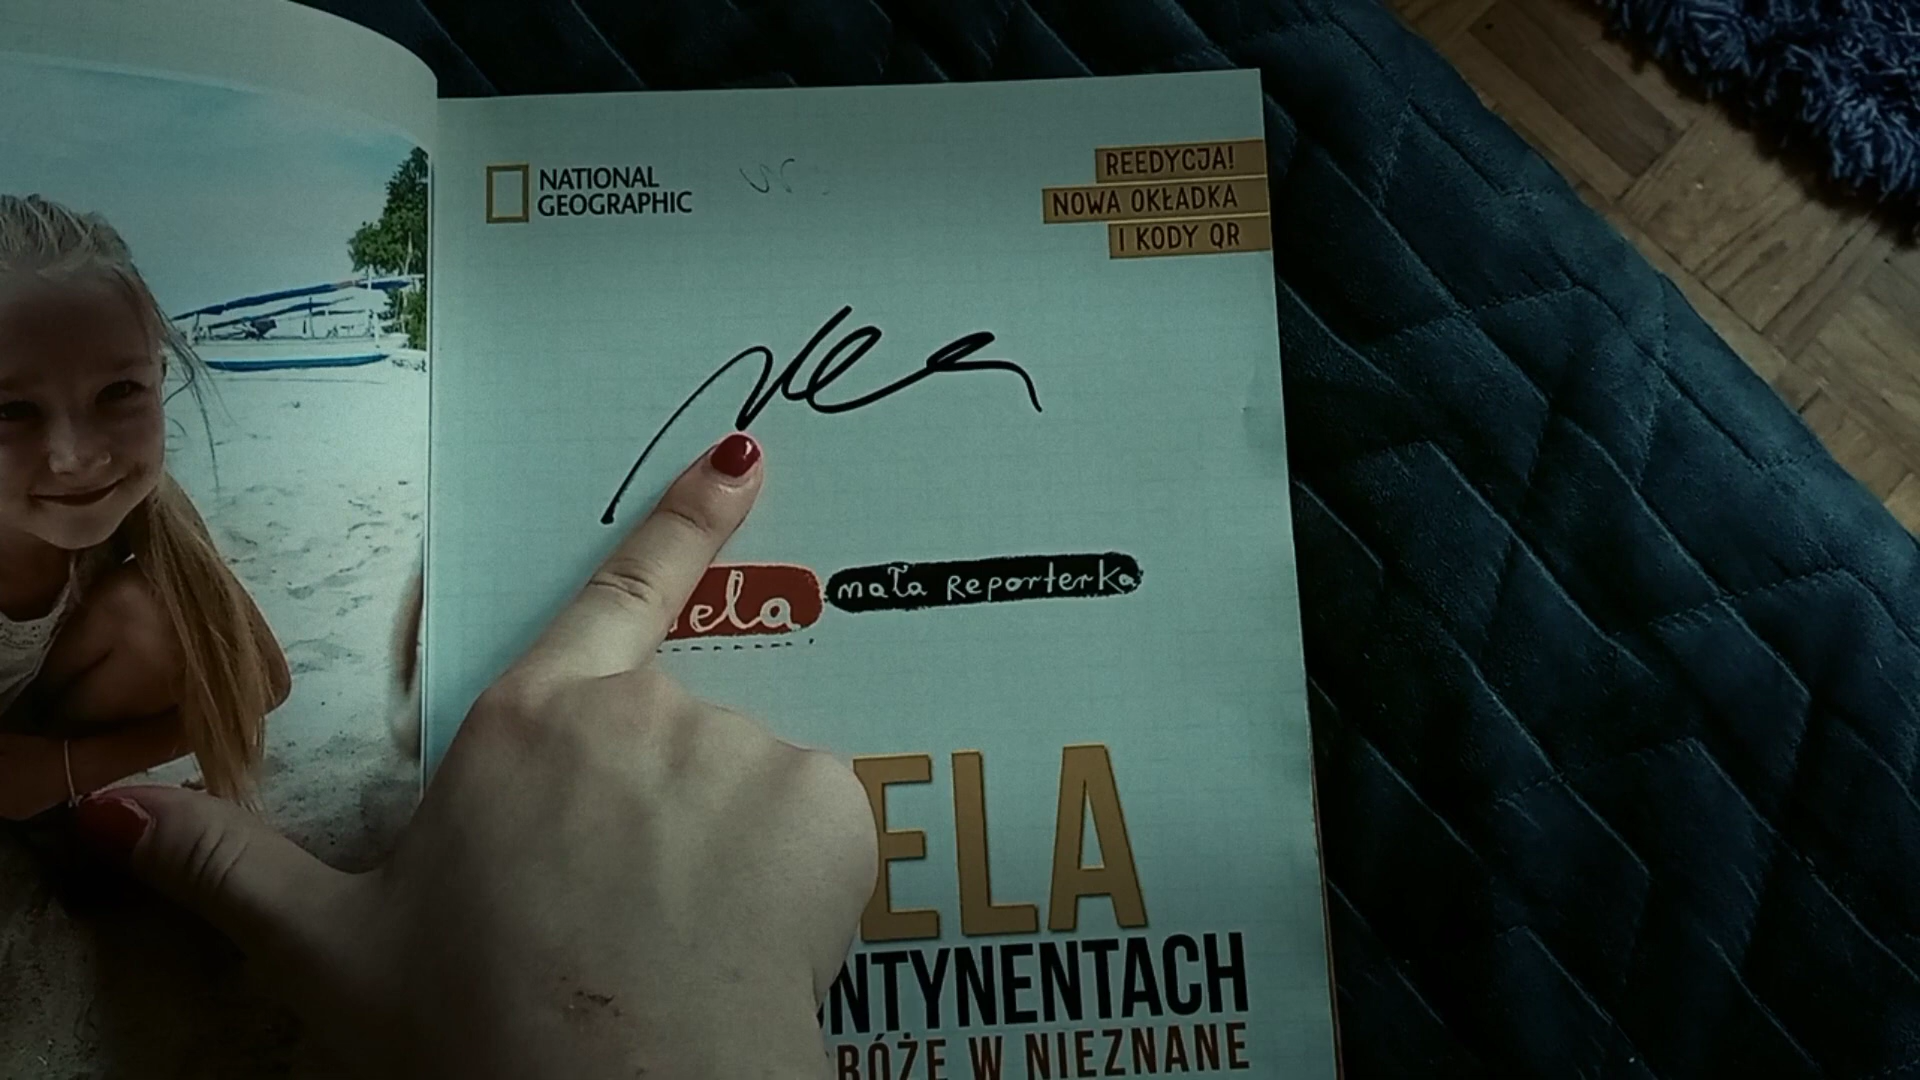 NATIONAL
GEOGRAPHIC
REEDYCJA!
NOWA OKŁADKA
I KODY QR
ela
mała Reporterka
ELA
NTYNENTACH
RÓŻE W NIEZNANE